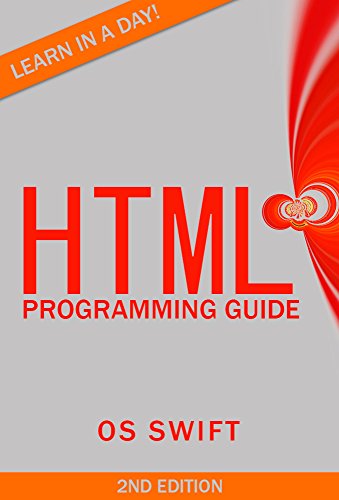 LEARN IN A DAY!
HTML
PROGRAMMING GUIDE
OS SWIFT
2ND EDITION